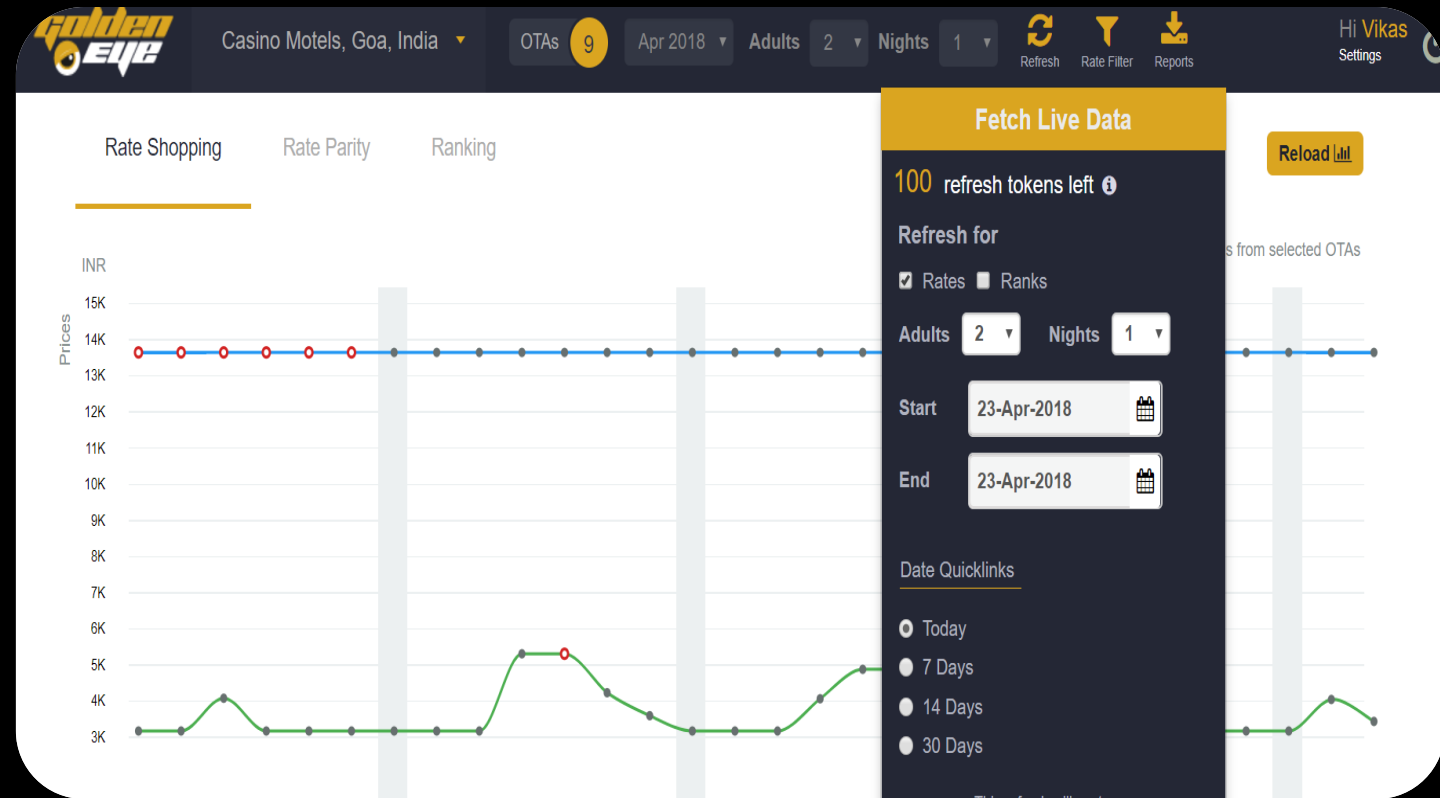 Golden Eye
Casino Motels, Goa, India
OTAs 9
Apr 2018
Adults 2
Nights 1
Refresh
Rate Filter
Reports
Hi Vikas
Settings
Rate Shopping
Rate Parity
Ranking
Reload
s from selected OTAs
INR
Prices
15K
14K
13K
12K
11K
10K
9K
8K
7K
6K
5K
4K
3K
Fetch Live Data
100 refresh tokens left
Refresh for
Rates Ranks
Adults 2 Nights 1
Start 23-Apr-2018
End 23-Apr-2018
Date Quicklinks
Today
7 Days
14 Days
30 Days